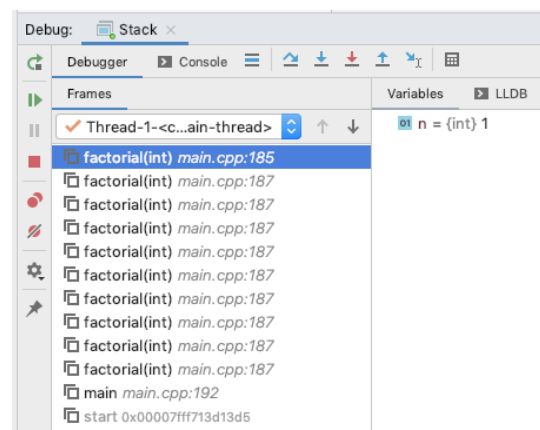 Debug: Stack
Debugger Console
Frames
Variables LLDB
Thread-1-<c...ain-thread>
01 n = {int} 1
factorial(int) main.cpp:185
factorial(int) main.cpp:187
factorial(int) main.cpp:187
factorial(int) main.cpp:187
factorial(int) main.cpp:187
factorial(int) main.cpp:187
factorial(int) main.cpp:187
factorial(int) main.cpp:187
factorial(int) main.cpp:187
factorial(int) main.cpp:187
main main.cpp:192
start 0x00007fff713d13d5